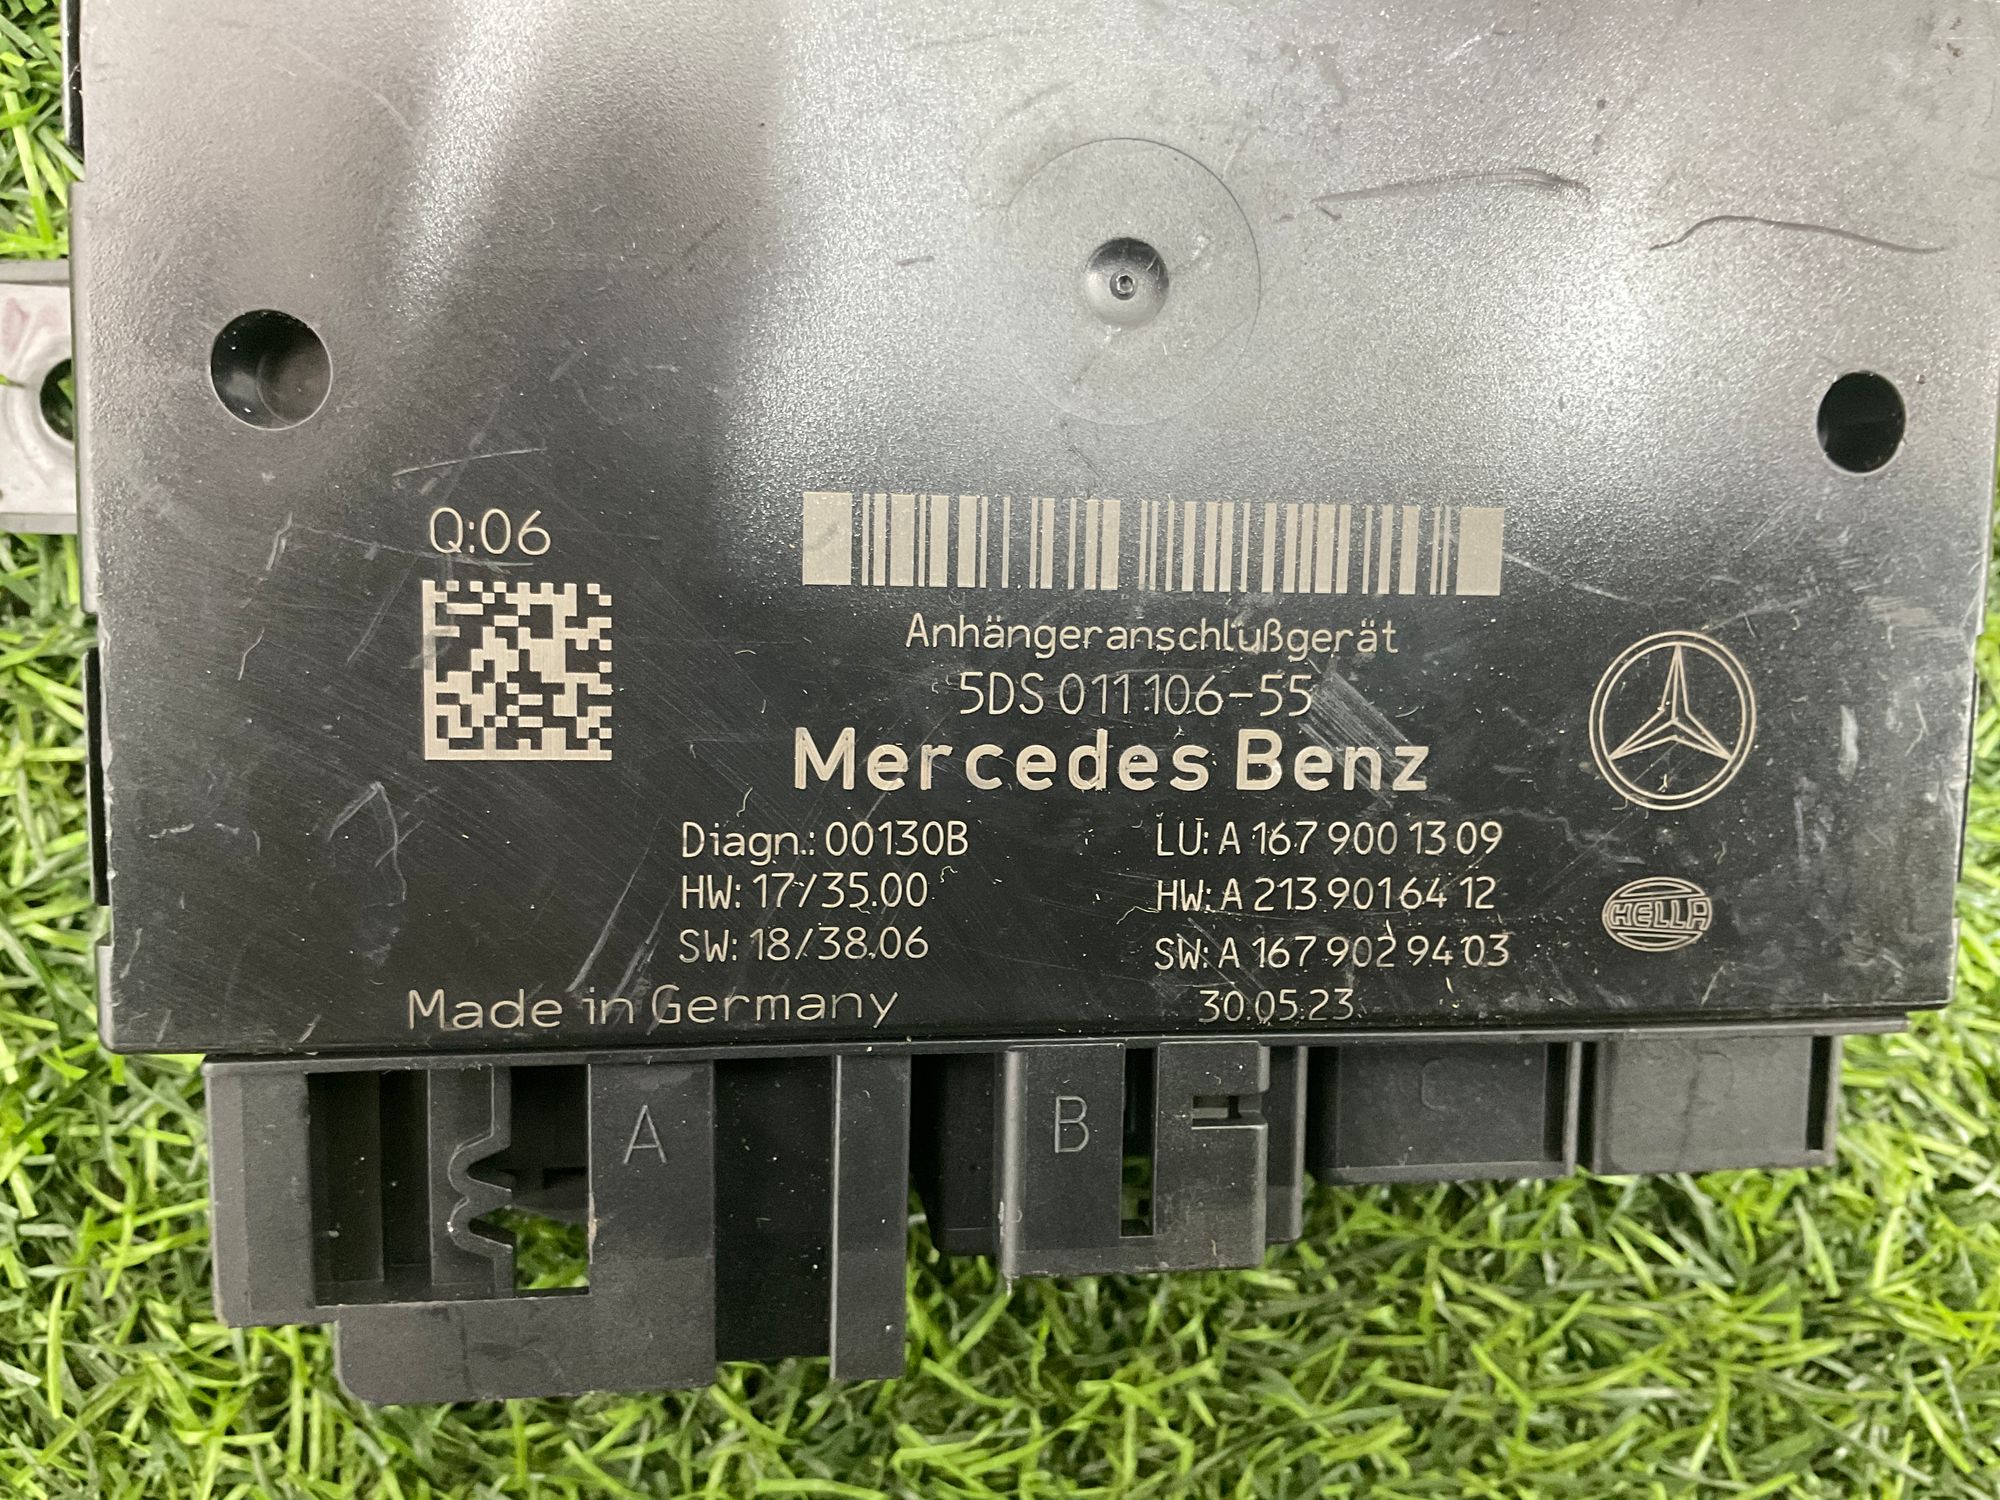 Q:06
Anhängeranschlußgerät
5DS 011 106-55
Mercedes Benz
Diagn.: 00130B
LU: A 167 900 13 09
HW: 17/35.00
HW: A 213 901 64 12
SW: 18/38.06
SW: A 167 902 94 03
HELLA
Made in Germany
30.05.23
A
B